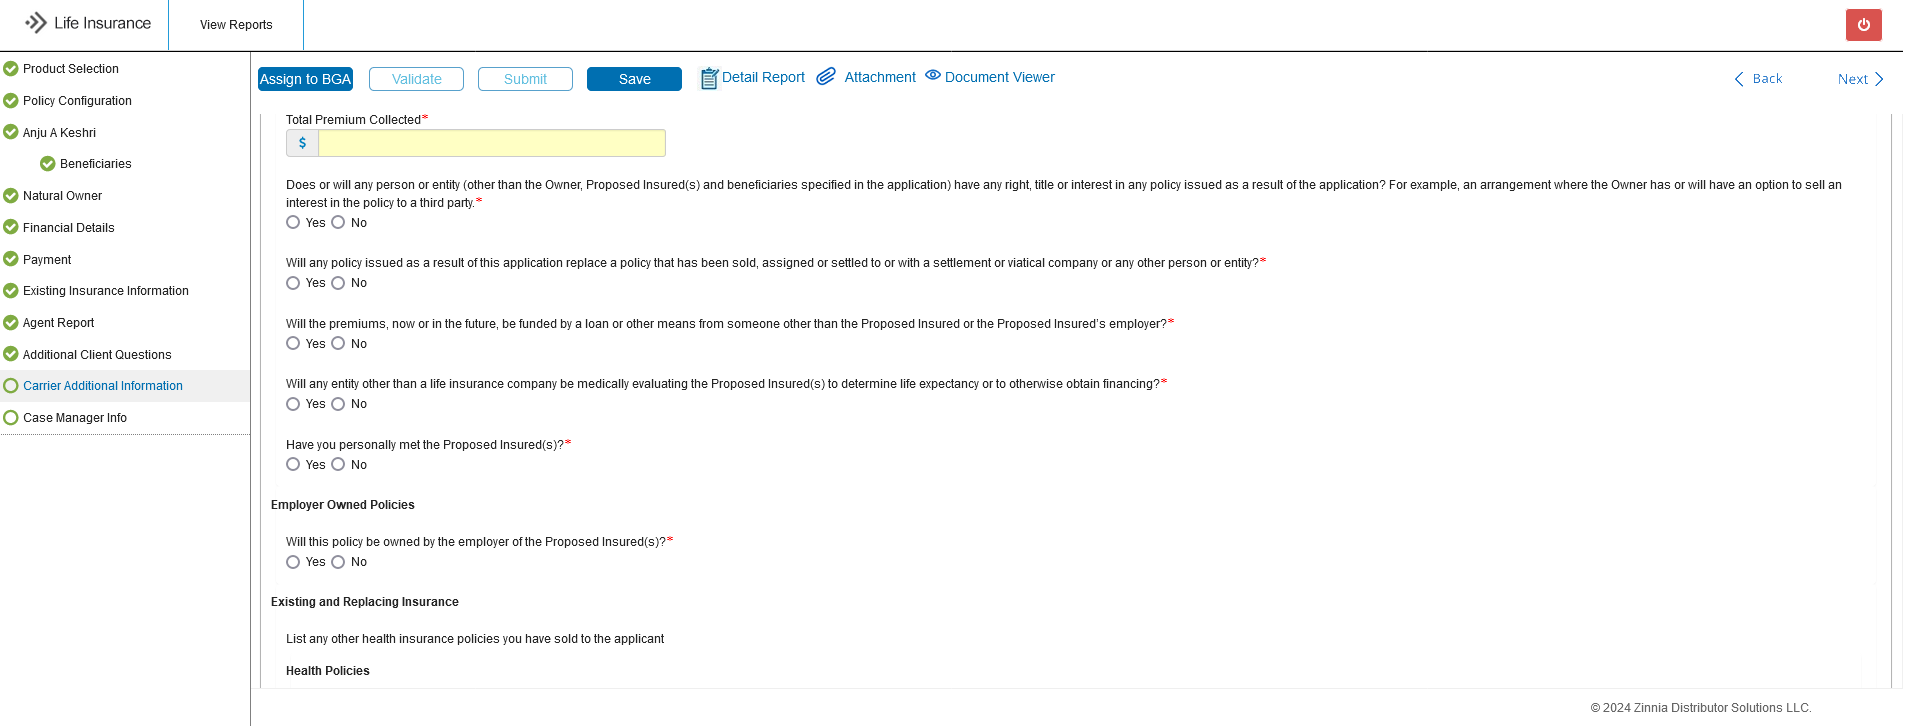 Life Insurance
View Reports
Product Selection
Policy Configuration
Anju A Keshri
Beneficiaries
Natural Owner
Financial Details
Payment
Existing Insurance Information
Agent Report
Additional Client Questions
Carrier Additional Information
Case Manager Info
Assign to BGA
Validate
Submit
Save
Detail Report
Attachment
Document Viewer
Back
Next
Total Premium Collected*
$
Does or will any person or entity (other than the Owner, Proposed Insured(s) and beneficiaries specified in the application) have any right, title or interest in any policy issued as a result of the application? For example, an arrangement where the Owner has or will have an option to sell an
interest in the policy to a third party.*
Yes No
Will any policy issued as a result of this application replace a policy that has been sold, assigned or settled to or with a settlement or viatical company or any other person or entity?*
Yes No
Will the premiums, now or in the future, be funded by a loan or other means from someone other than the Proposed Insured or the Proposed Insured's employer?*
Yes No
Will any entity other than a life insurance company be medically evaluating the Proposed Insured(s) to determine life expectancy or to otherwise obtain financing?*
Yes No
Have you personally met the Proposed Insured(s)?*
Yes No
Employer Owned Policies
Will this policy be owned by the employer of the Proposed Insured(s)?*
Yes No
Existing and Replacing Insurance
List any other health insurance policies you have sold to the applicant
Health Policies
© 2024 Zinnia Distributor Solutions LLC.